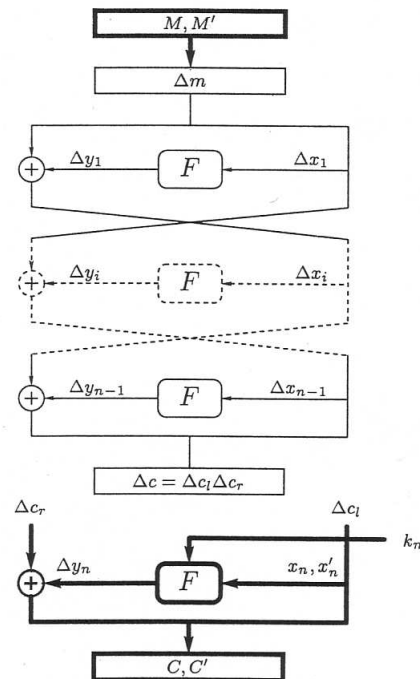 M, M′
Δm
Δy₁ F Δx₁
Δyᵢ F Δxᵢ
Δyₙ₋₁ F Δxₙ₋₁
Δc = ΔcₗΔcᵣ
Δcᵣ Δcₗ
kₙ
Δyₙ F xₙ, x′ₙ
C, C′